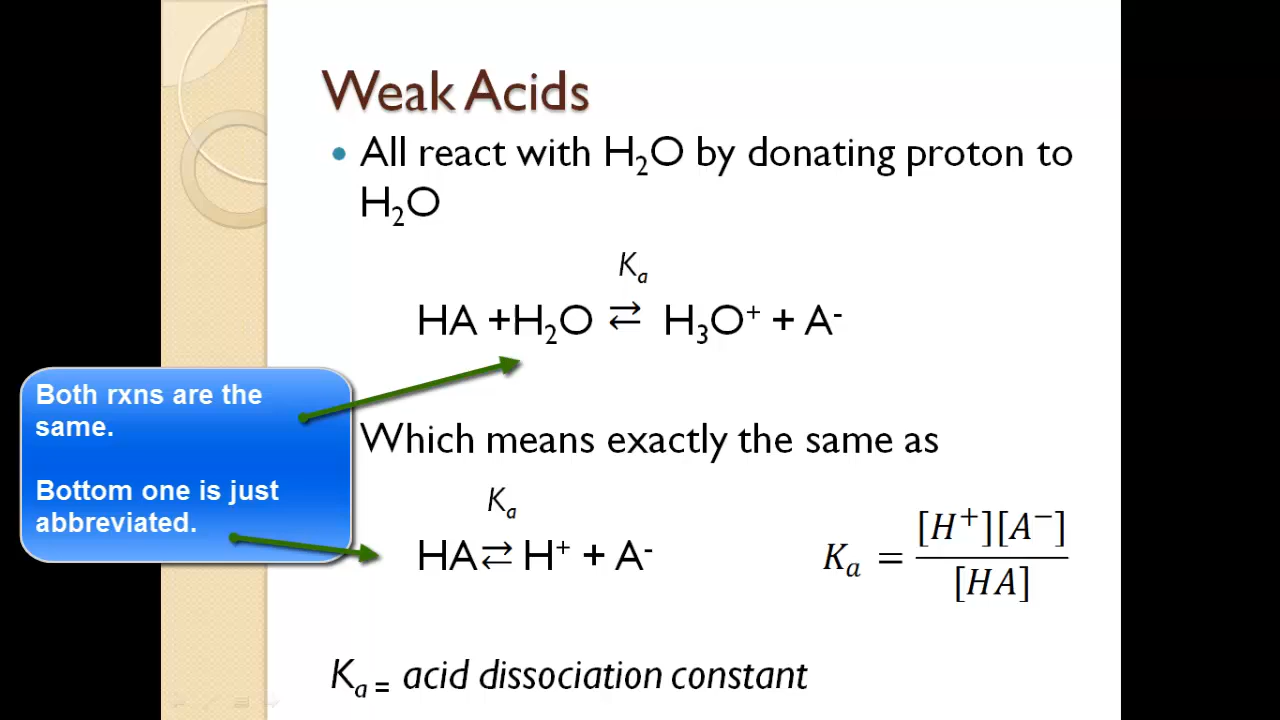 Weak Acids
• All react with H₂O by donating proton to
H₂O
Kₐ
HA +H₂O ⇄ H₃O⁺ + A⁻
Both rxns are the
same.
Bottom one is just
abbreviated.
Which means exactly the same as
Kₐ
HA⇄ H⁺ + A⁻
Kₐ = [H⁺][A⁻] / [HA]
Kₐ = acid dissociation constant